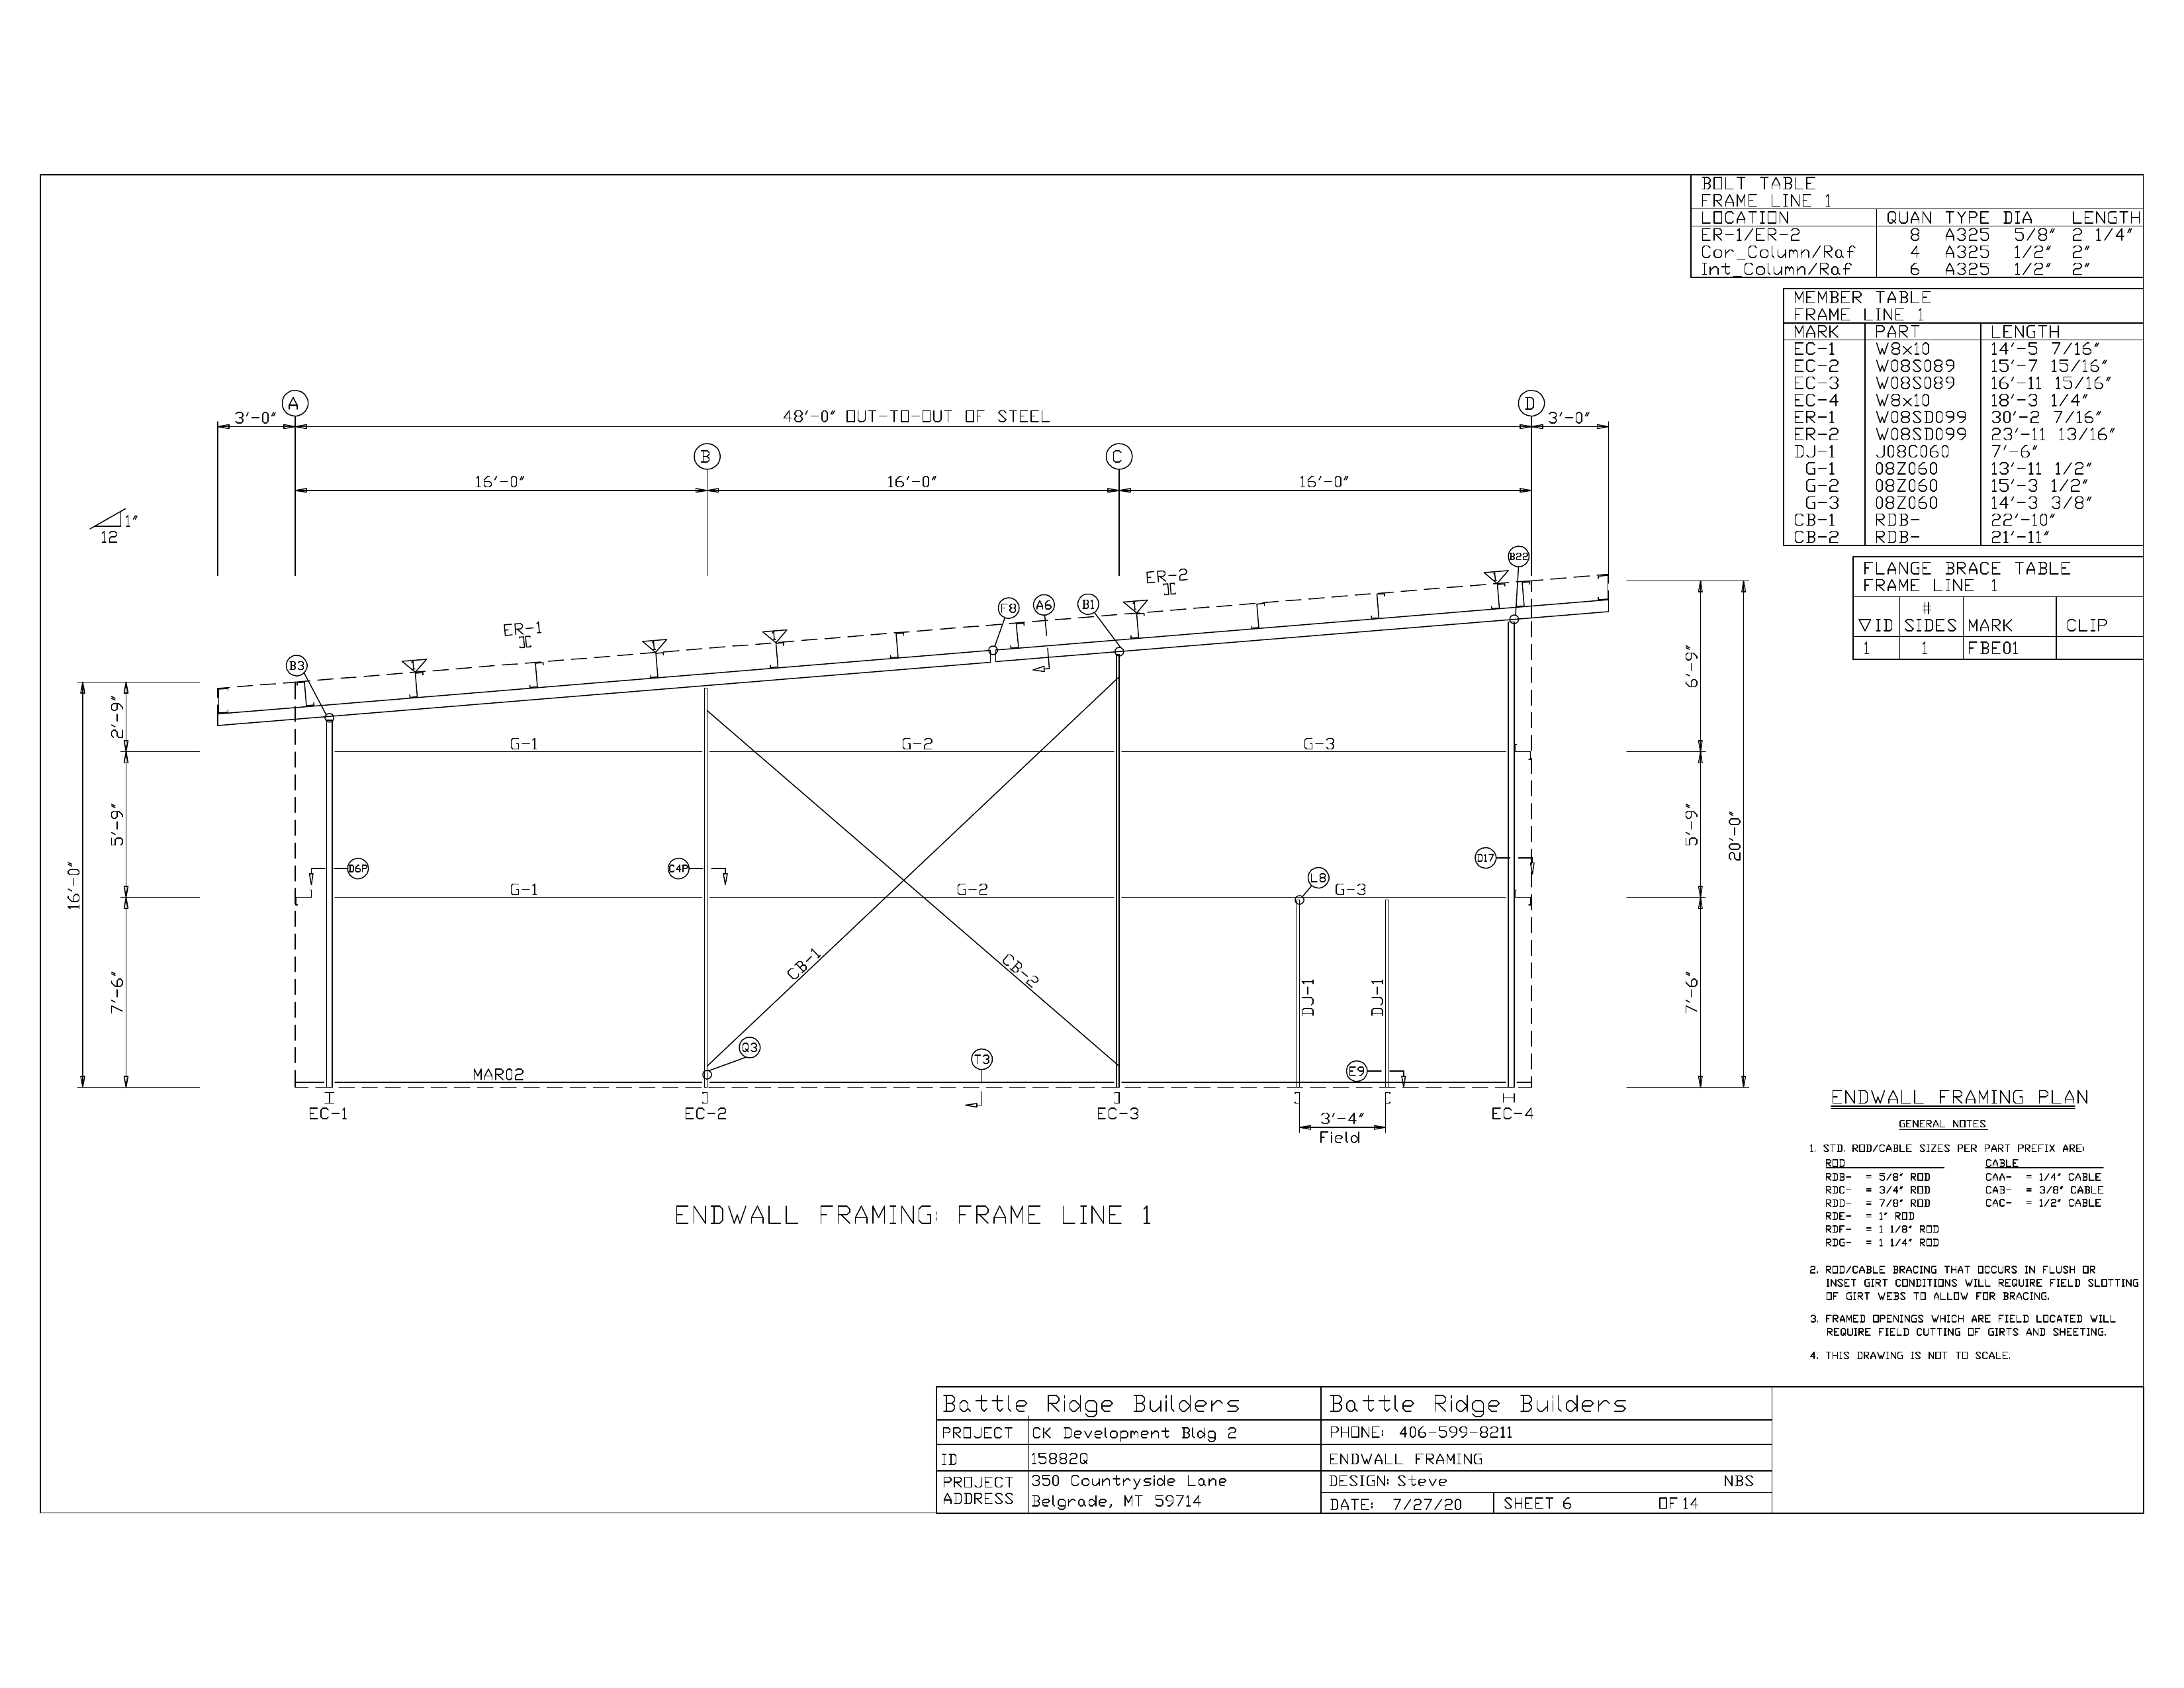 BOLT TABLE
FRAME LINE 1
LOCATION QUAN TYPE DIA LENGTH
ER-1/ER-2 8 A325 5/8" 2 1/4"
Cor_Column/Raf 4 A325 1/2" 2"
Int_Column/Raf 6 A325 1/2" 2"
MEMBER TABLE
FRAME LINE 1
MARK PART LENGTH
EC-1 W8x10 14'-5 7/16"
EC-2 W08S089 15'-7 15/16"
EC-3 W08S089 16'-11 15/16"
EC-4 W8x10 18'-3 1/4"
ER-1 W08SD099 30'-2 7/16"
ER-2 W08SD099 23'-11 13/16"
DJ-1 J08C060 7'-6"
G-1 08Z060 13'-11 1/2"
G-2 08Z060 15'-3 1/2"
G-3 08Z060 14'-3 3/8"
CB-1 RDB- 22'-10"
CB-2 RDB- 21'-11"
FLANGE BRACE TABLE
FRAME LINE 1
▽ID # SIDES MARK CLIP
1 1 FBE01
A D
3'-0" 48'-0" OUT-TO-OUT OF STEEL 3'-0"
B C
16'-0" 16'-0" 16'-0"
1"
12
B22
ER-2
F8 A6 B1
ER-1
B3
2'-9" 6'-9"
G-1 G-2 G-3
5'-9" 5'-9"
16'-0" 20'-0"
D6P C4P D17
L8
G-1 G-2 G-3
CB-1 CB-2
7'-6" DJ-1 DJ-1 7'-6"
Q3
T3
MAR02 E9
EC-1 EC-2 EC-3 EC-4
3'-4"
Field
ENDWALL FRAMING: FRAME LINE 1
ENDWALL FRAMING PLAN
GENERAL NOTES
1. STD. ROD/CABLE SIZES PER PART PREFIX ARE:
ROD CABLE
RDB- = 5/8" ROD CAA- = 1/4" CABLE
RDC- = 3/4" ROD CAB- = 3/8" CABLE
RDD- = 7/8" ROD CAC- = 1/2" CABLE
RDE- = 1" ROD
RDF- = 1 1/8" ROD
RDG- = 1 1/4" ROD
2. ROD/CABLE BRACING THAT OCCURS IN FLUSH OR
INSET GIRT CONDITIONS WILL REQUIRE FIELD SLOTTING
OF GIRT WEBS TO ALLOW FOR BRACING.
3. FRAMED OPENINGS WHICH ARE FIELD LOCATED WILL
REQUIRE FIELD CUTTING OF GIRTS AND SHEETING.
4. THIS DRAWING IS NOT TO SCALE.
Battle Ridge Builders Battle Ridge Builders
PROJECT CK Development Bldg 2 PHONE: 406-599-8211
ID 15882Q ENDWALL FRAMING
PROJECT ADDRESS 350 Countryside Lane DESIGN: Steve NBS
Belgrade, MT 59714 DATE: 7/27/20 SHEET 6 OF 14